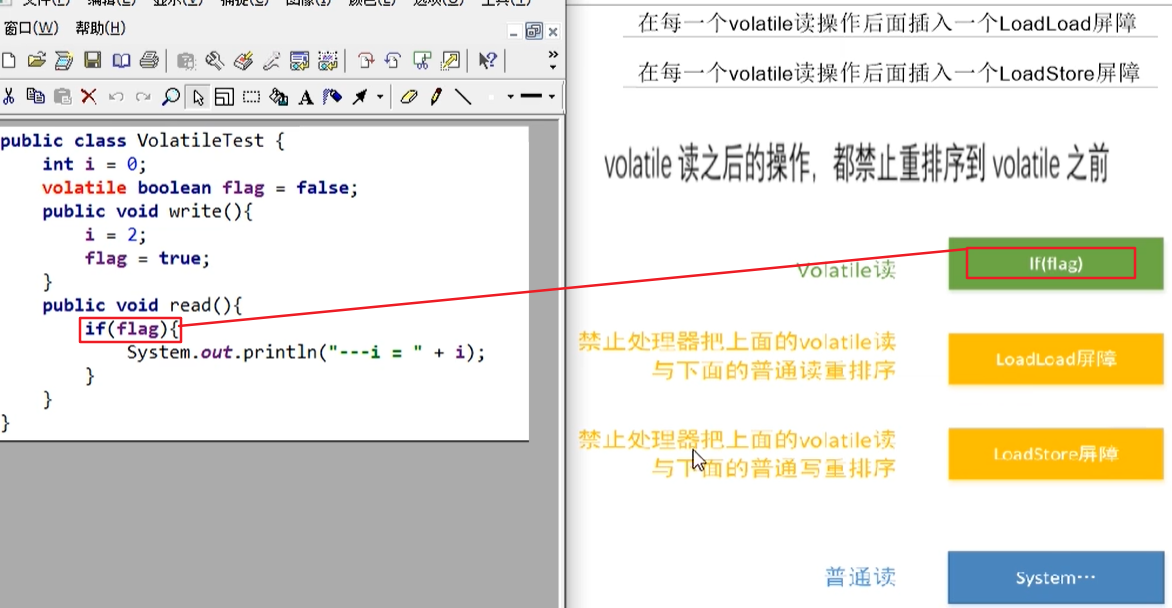 窗口(W) 帮助(H)
public class VolatileTest {
int i = 0;
volatile boolean flag = false;
public void write(){
i = 2;
flag = true;
}
public void read(){
if(flag){
System.out.println("---i = " + i);
}
}
}
在每一个volatile读操作后面插入一个LoadLoad屏障
在每一个volatile读操作后面插入一个LoadStore屏障
volatile 读之后的操作，都禁止重排序到 volatile 之前
Volatile读
If(flag)
禁止处理器把上面的volatile读
与下面的普通读重排序
LoadLoad屏障
禁止处理器把上面的volatile读
与下面的普通写重排序
LoadStore屏障
普通读
System…